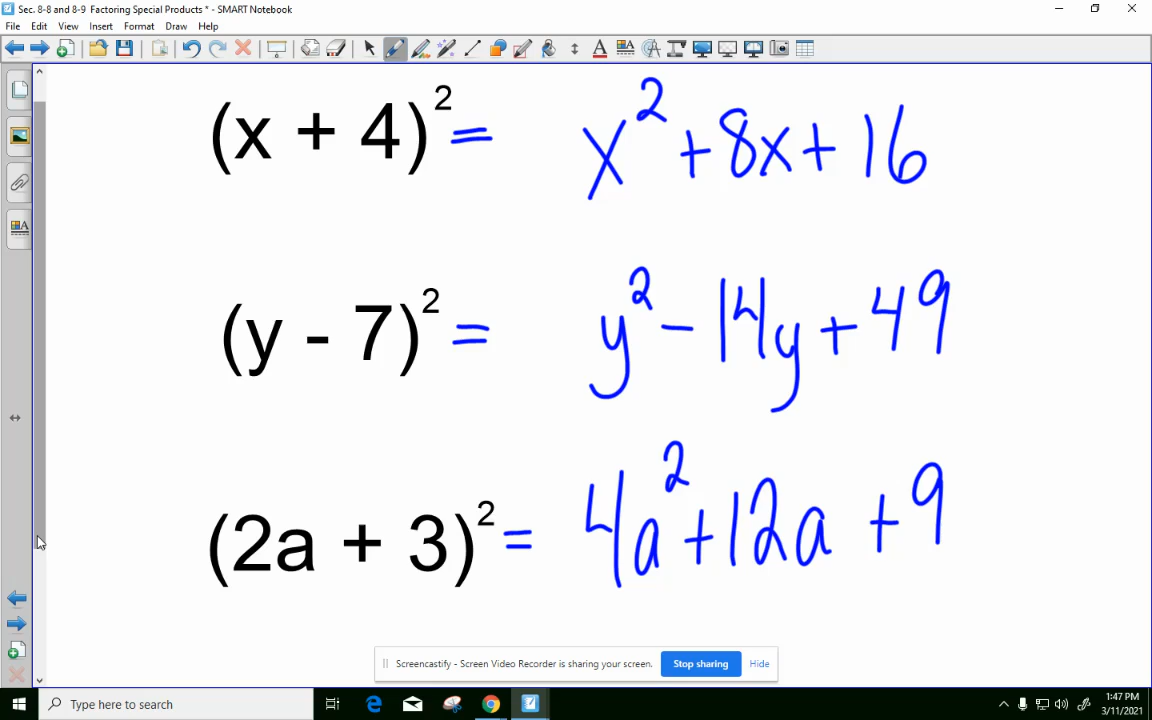 Sec. 8-8 and 8-9 Factoring Special Products * - SMART Notebook
File Edit View Insert Format Draw Help
(x + 4)² = x² + 8x + 16
(y - 7)² = y² - 14y + 49
(2a + 3)² = 4a² + 12a + 9
Screencastify - Screen Video Recorder is sharing your screen. Stop sharing Hide
Type here to search
1:47 PM
3/11/2021